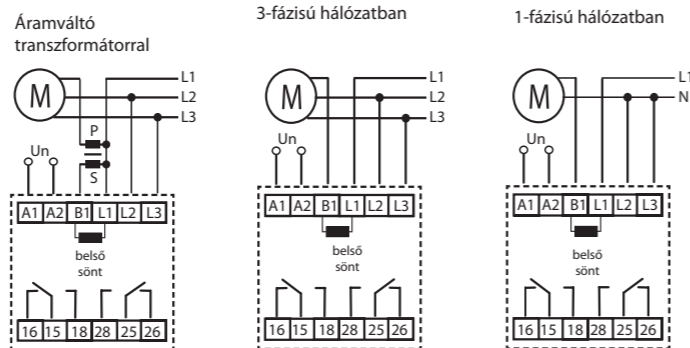 Áramváltó
transzformátorral
M
L1
L2
L3
P
S
Un
A1 A2 B1 L1 L2 L3
belső
sönt
16 15 18 28 25 26
3-fázisú hálózatban
M
L1
L2
L3
Un
A1 A2 B1 L1 L2 L3
belső
sönt
16 15 18 28 25 26
1-fázisú hálózatban
M
L1
N
Un
A1 A2 B1 L1 L2 L3
belső
sönt
16 15 18 28 25 26